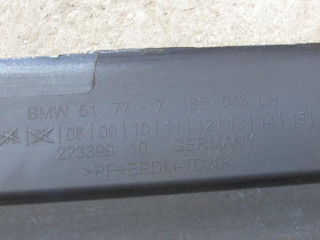 BMW 51.77 - 7 185 043 LH
|08|09|10|11|12|13|14|15|
223399 10 GERMANY
>PP+EPDM-TD30<